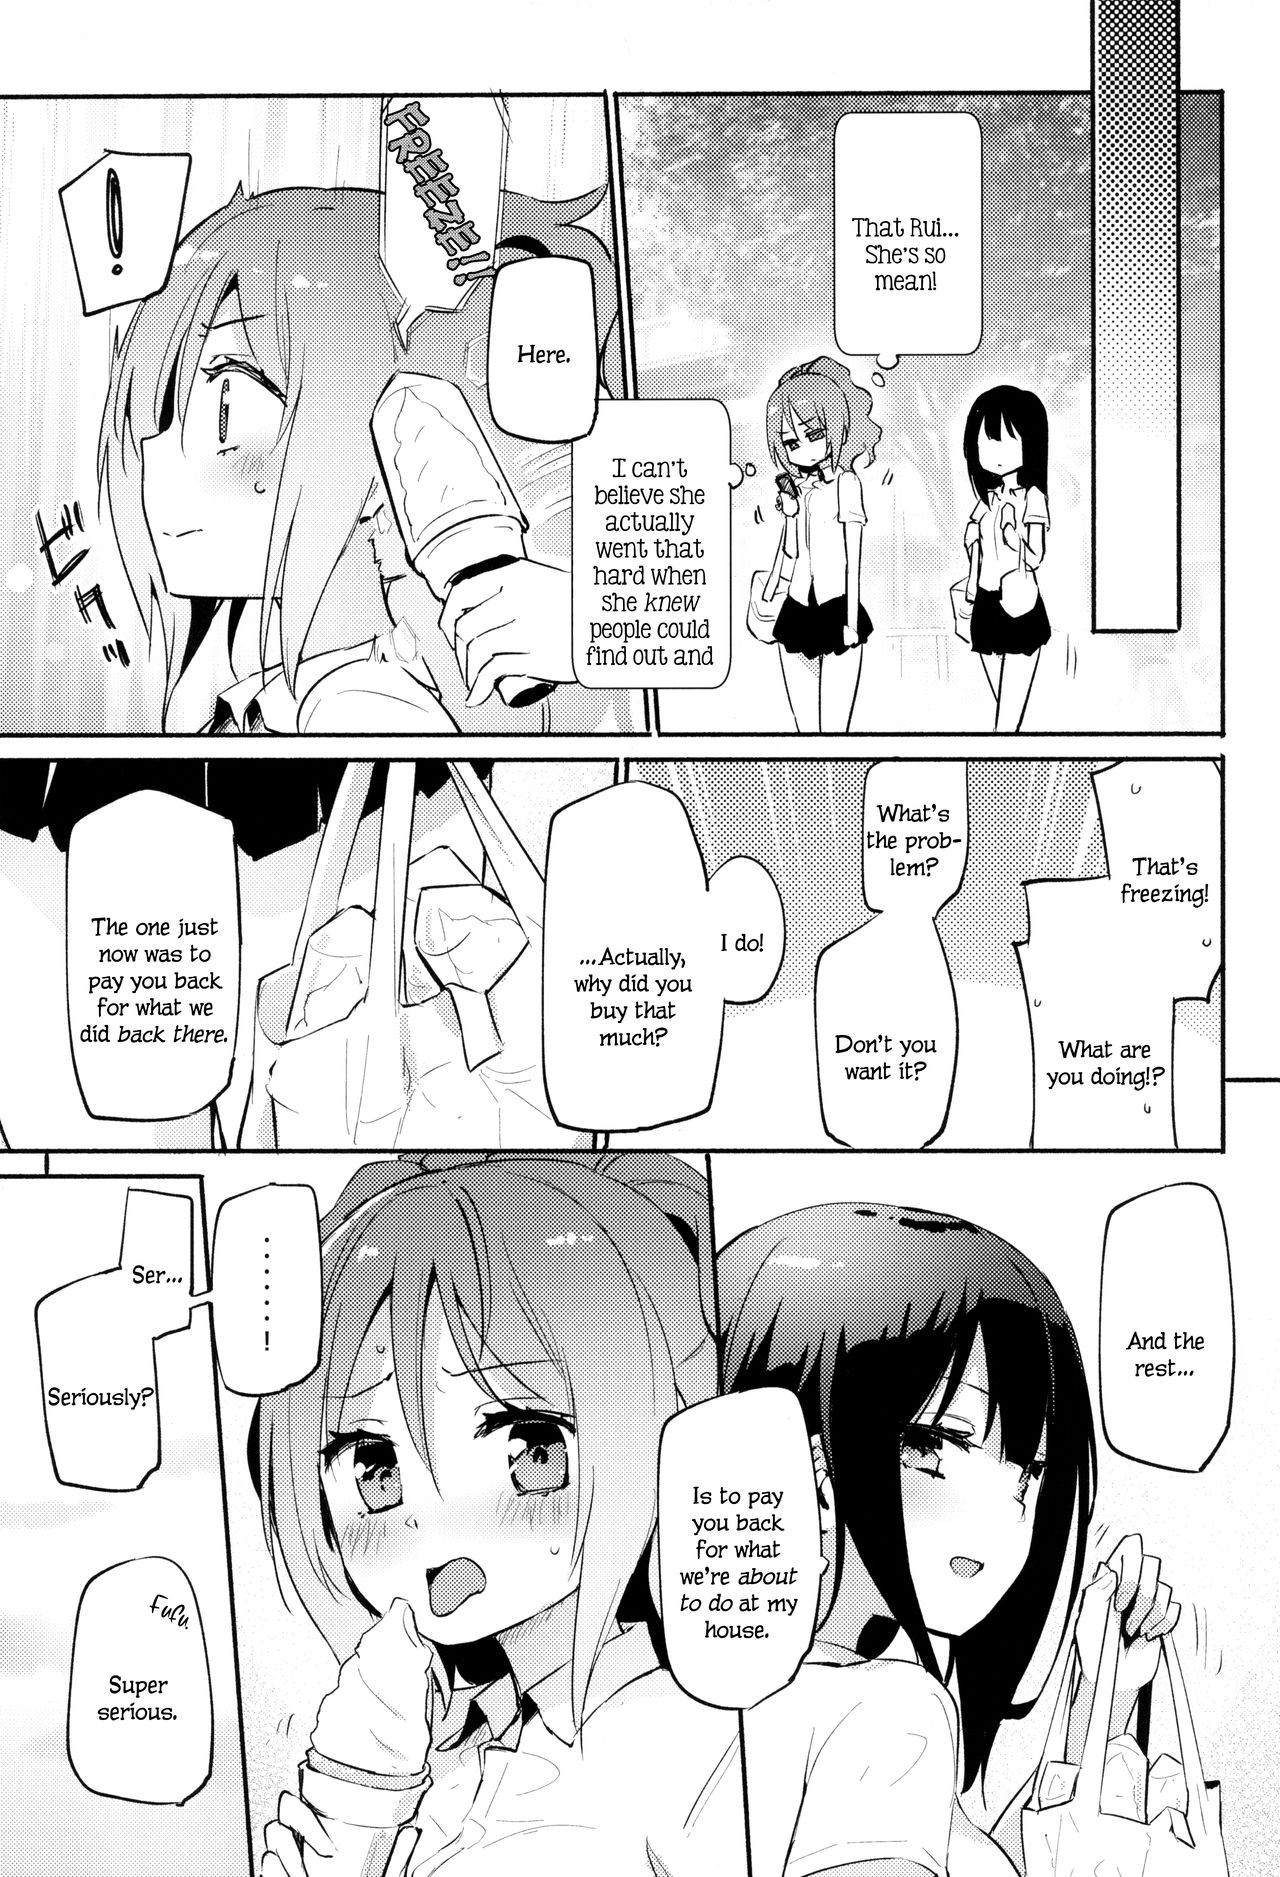 That Rui...
She's so
mean!
I can't
believe she
actually
went that
hard when
she knew
people could
find out and
Here.
FREEZE!!
!
ピタッ
That's
freezing!
What are
you doing!?
What's
the prob-
lem?
Don't you
want it?
I do!
...Actually,
why did you
buy that
much?
The one just
now was to
pay you back
for what we
did back there.
And the
rest...
Is to pay
you back
for what
we're about
to do at my
house.
......!
Ser...
Seriously?
Fufu.
Super
serious.